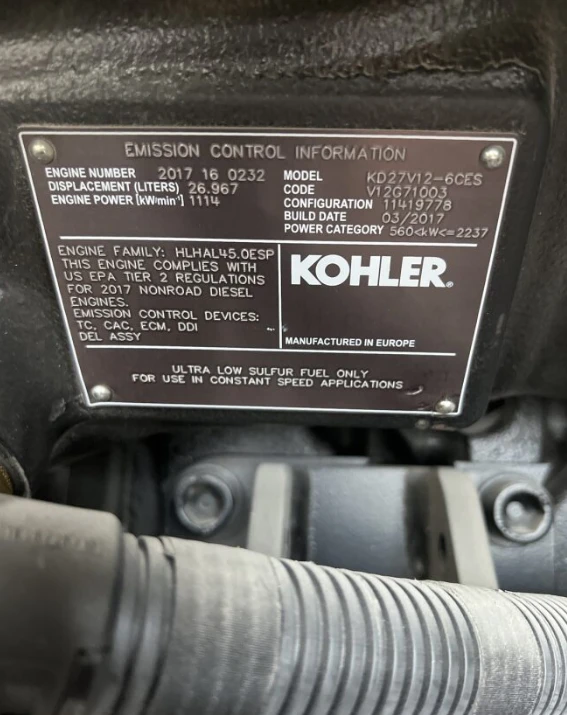 EMISSION CONTROL INFORMATION
ENGINE NUMBER 2017 16 0232
DISPLACEMENT (LITERS) 26.967
ENGINE POWER [kW/min-1] 1114
MODEL KD27V12-6CES
CODE V12G71003
CONFIGURATION 11419778
BUILD DATE 03/2017
POWER CATEGORY 560<kW<=2237
ENGINE FAMILY: HLHAL45.0ESP
THIS ENGINE COMPLIES WITH
US EPA TIER 2 REGULATIONS
FOR 2017 NONROAD DIESEL
ENGINES.
EMISSION CONTROL DEVICES:
TC, CAC, ECM, DDI
DEL ASSY
KOHLER®
MANUFACTURED IN EUROPE
ULTRA LOW SULFUR FUEL ONLY
FOR USE IN CONSTANT SPEED APPLICATIONS